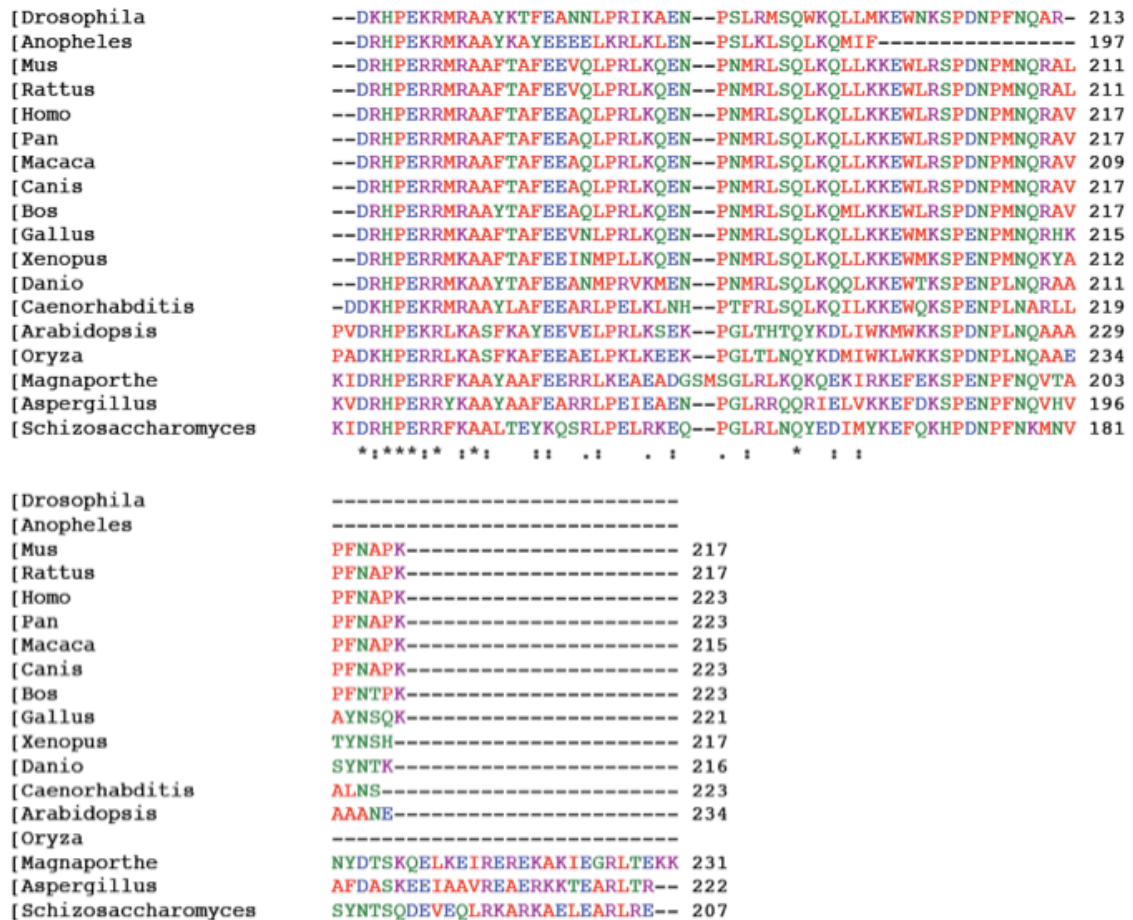 [Drosophila --DKHPEKRMRAAYKTFEANNLPRIKAEN--PSLRMSQWKQLLMKEWNKSPDNPFNQAR- 213
[Anopheles --DRHPEKRMKAAYKAYEEEELKRLKLEN--PSLKLSQLKQMIF---------------- 197
[Mus --DRHPERRMRAAFTAFEEVQLPRLKQEN--PNMRLSQLKQLLKKEWLRSPDNPMNQRAL 211
[Rattus --DRHPERRMRAAFTAFEEVQLPRLKQEN--PNMRLSQLKQLLKKEWLRSPDNPMNQRAL 211
[Homo --DRHPERRMRAAFTAFEEAQLPRLKQEN--PNMRLSQLKQLLKKEWLRSPDNPMNQRAV 217
[Pan --DRHPERRMRAAFTAFEEAQLPRLKQEN--PNMRLSQLKQLLKKEWLRSPDNPMNQRAV 217
[Macaca --DRHPERRMRAAFTAFEEAQLPRLKQEN--PNMRLSQLKQLLKKEWLRSPDNPMNQRAV 209
[Canis --DRHPERRMRAAFTAFEEAQLPRLKQEN--PNMRLSQLKQLLKKEWLRSPDNPMNQRAV 217
[Bos --DRHPERRMRAAYTAFEEAQLPRLKQEN--PNMRLSQLKQMLKKEWLRSPDNPMNQRAV 217
[Gallus --DRHPERRMKAAFTAFEEVNLPRLKQEN--PNMRLSQLKQLLKKEWMKSPENPMNQRHK 215
[Xenopus --DRHPERRMKAAFTAFEEINMPLLKQEN--PNMRLSQLKQLLKKEWMKSPENPMNQKYA 212
[Danio --DRHPERRMKAAYTAFEEANMPRVKMEN--PNMRLSQLKQQLKKEWTKSPENPLNQRAA 211
[Caenorhabditis -DDKHPEKRMRAAYLAFEEARLPELKLNH--PTFRLSQLKQILKKEWQKSPENPLNARLL 219
[Arabidopsis PVDRHPEKRLKASFKAYEEVELPRLKSEK--PGLTHTQYKDLIWKMWKKSPDNPLNQAAA 229
[Oryza PADKHPERRLKASFKAFEEAELPKLKEEK--PGLTLNQYKDMIWKLWKKSPDNPLNQAAE 234
[Magnaporthe KIDRHPERRFKAAYAAFEERRLKEAEADGSMSGLRLKQKQEKIRKEFEKSPENPFNQVTA 203
[Aspergillus KVDRHPERRYKAAYAAFEARRLPEIEAEN--PGLRRQQRIELVKKEFDKSPENPFNQVHV 196
[Schizosaccharomyces KIDRHPERRFKAALTEYKQSRLPELRKEQ--PGLRLNQYEDIMYKEFQKHPDNPFNKMNV 181
*:***:* :*: :: .: . : . : * : :
[Drosophila ----------------------------
[Anopheles ----------------------------
[Mus PFNAPK---------------------- 217
[Rattus PFNAPK---------------------- 217
[Homo PFNAPK---------------------- 223
[Pan PFNAPK---------------------- 223
[Macaca PFNAPK---------------------- 215
[Canis PFNAPK---------------------- 223
[Bos PFNTPK---------------------- 223
[Gallus AYNSQK---------------------- 221
[Xenopus TYNSH----------------------- 217
[Danio SYNTK----------------------- 216
[Caenorhabditis ALNS------------------------ 223
[Arabidopsis AAANE----------------------- 234
[Oryza ----------------------------
[Magnaporthe NYDTSKQELKEIREREKAKIEGRLTEKK 231
[Aspergillus AFDASKEEIAAVREAERKKTEARLTR-- 222
[Schizosaccharomyces SYNTSQDEVEQLRKARKAELEARLRE-- 207